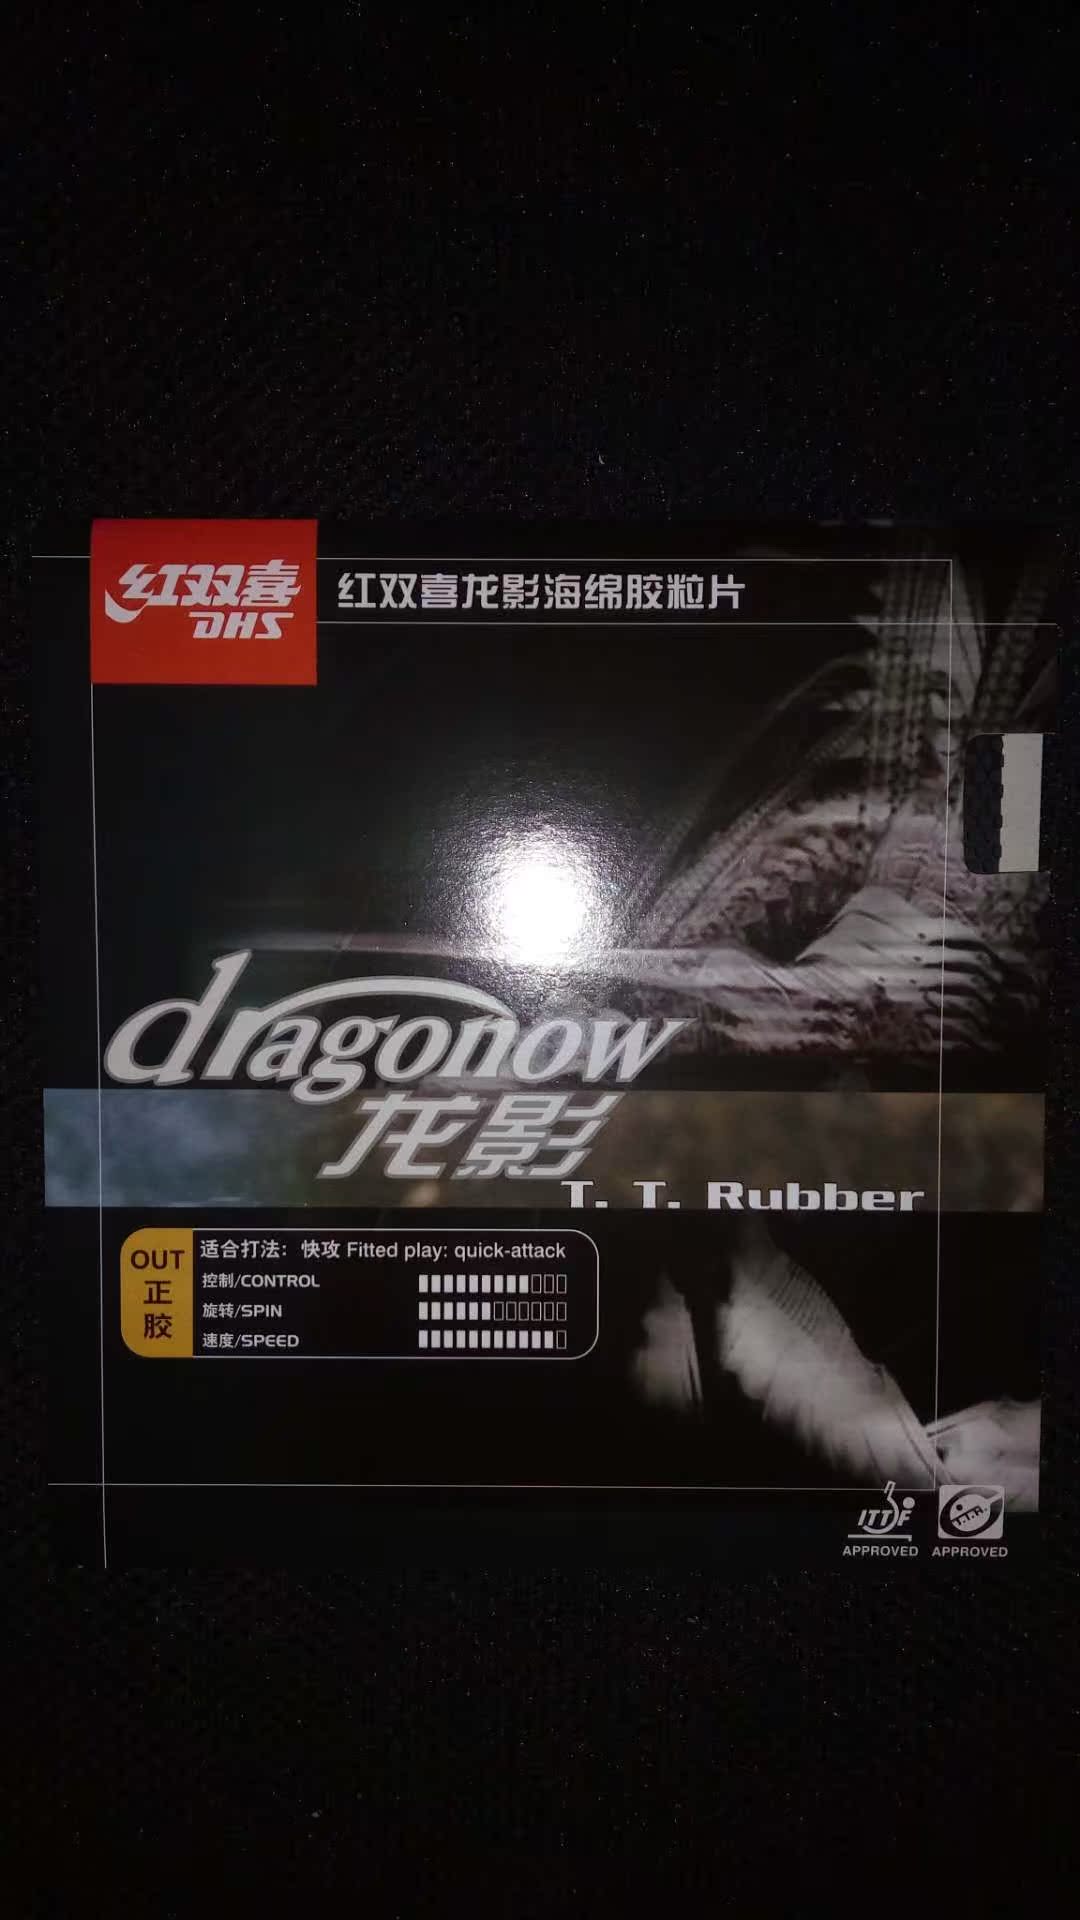 红双喜
DHS
红双喜龙影海绵胶粒片
dragonow
龙影
T. T. Rubber
OUT
正
胶
适合打法：快攻 Fitted play: quick-attack
控制/CONTROL
旋转/SPIN
速度/SPEED
ITTF
APPROVED
J.T.A.
APPROVED